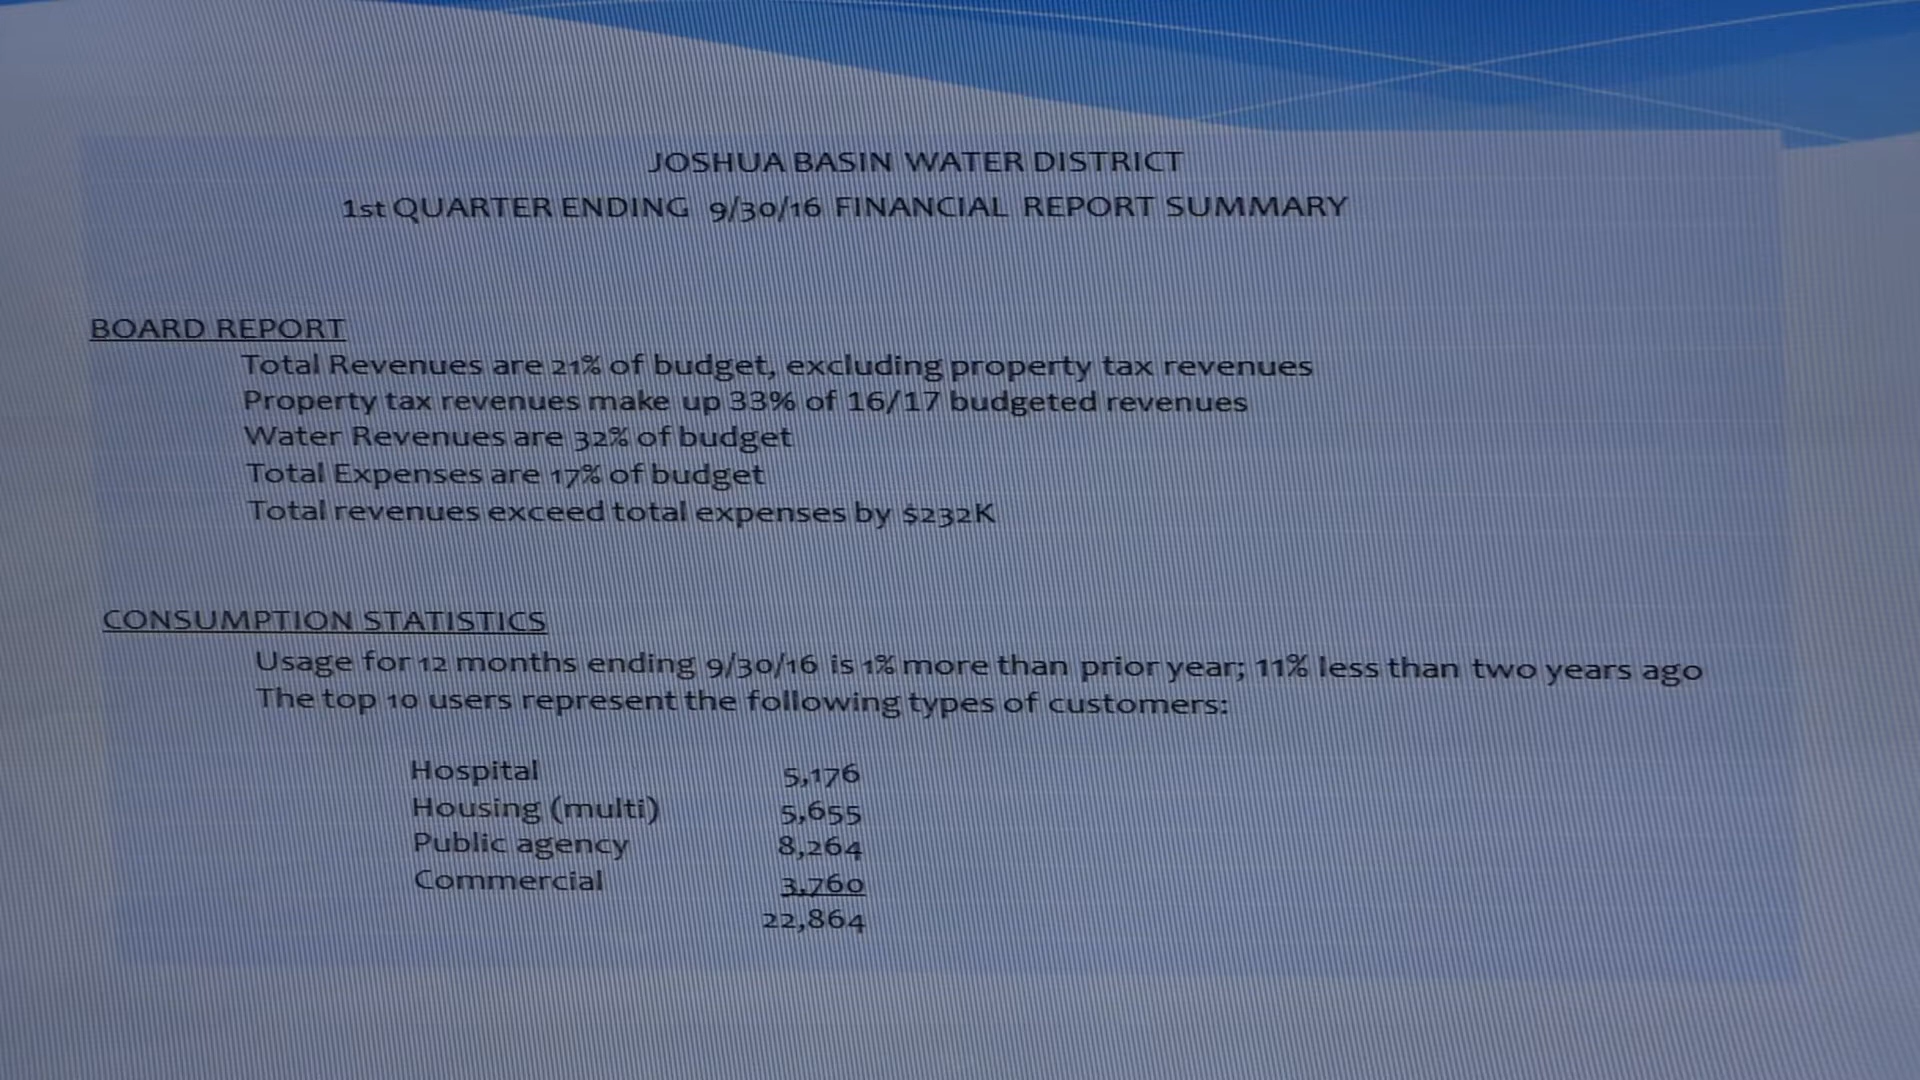 JOSHUA BASIN WATER DISTRICT
1st QUARTER ENDING 9/30/16 FINANCIAL REPORT SUMMARY
BOARD REPORT
Total Revenues are 21% of budget, excluding property tax revenues
Property tax revenues make up 33% of 16/17 budgeted revenues
Water Revenues are 32% of budget
Total Expenses are 17% of budget
Total revenues exceed total expenses by $232K
CONSUMPTION STATISTICS
Usage for 12 months ending 9/30/16 is 1% more than prior year; 11% less than two years ago
The top 10 users represent the following types of customers:
Hospital 5,176
Housing (multi) 5,655
Public agency 8,264
Commercial 3,760
22,864